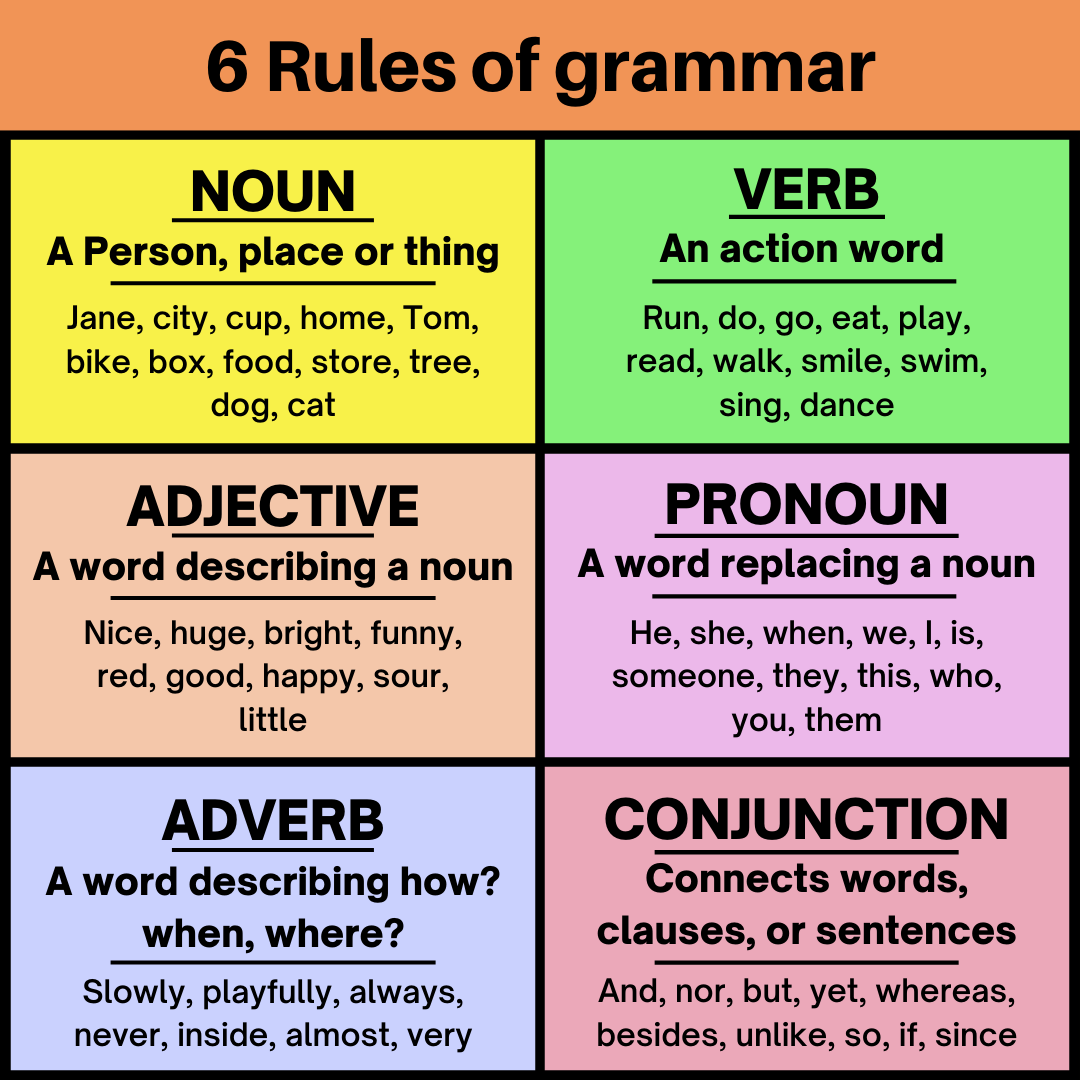 6 Rules of grammar
NOUN
A Person, place or thing
Jane, city, cup, home, Tom,
bike, box, food, store, tree,
dog, cat
VERB
An action word
Run, do, go, eat, play,
read, walk, smile, swim,
sing, dance
ADJECTIVE
A word describing a noun
Nice, huge, bright, funny,
red, good, happy, sour,
little
PRONOUN
A word replacing a noun
He, she, when, we, I, is,
someone, they, this, who,
you, them
ADVERB
A word describing how?
when, where?
Slowly, playfully, always,
never, inside, almost, very
CONJUNCTION
Connects words,
clauses, or sentences
And, nor, but, yet, whereas,
besides, unlike, so, if, since